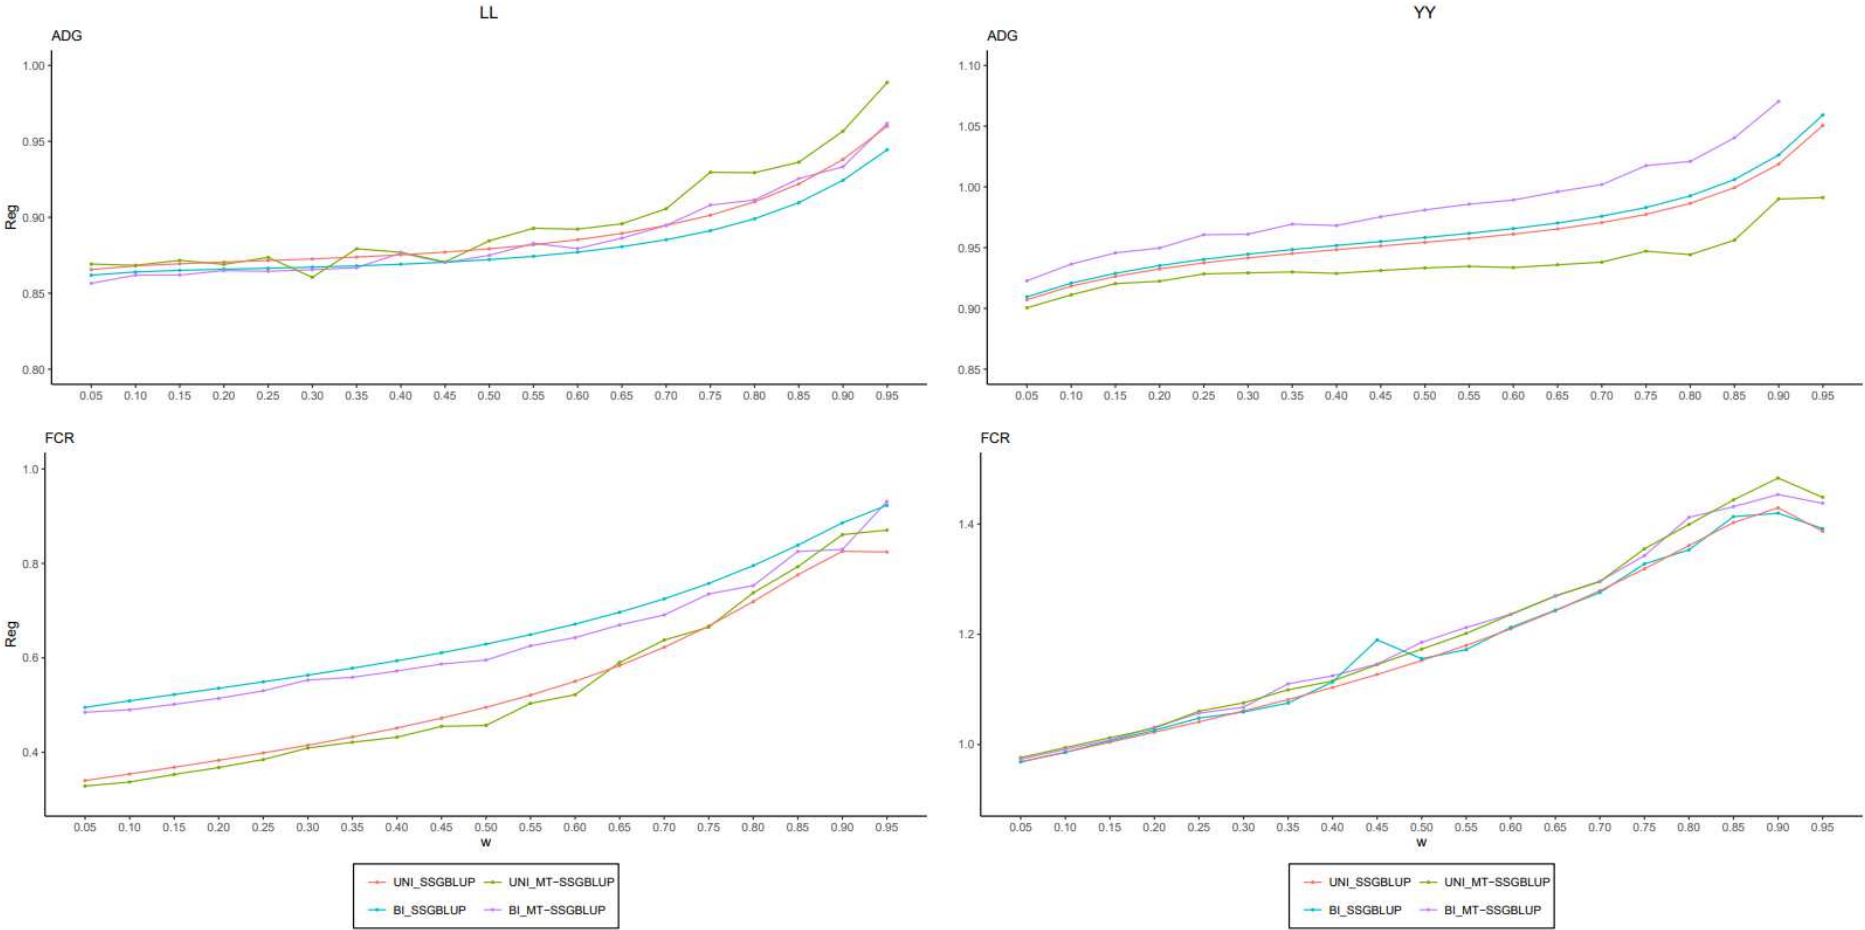 LL
ADG
1.00
0.95
0.90
0.85
0.80
Reg
0.05 0.10 0.15 0.20 0.25 0.30 0.35 0.40 0.45 0.50 0.55 0.60 0.65 0.70 0.75 0.80 0.85 0.90 0.95
YY
ADG
1.10
1.05
1.00
0.95
0.90
0.85
0.05 0.10 0.15 0.20 0.25 0.30 0.35 0.40 0.45 0.50 0.55 0.60 0.65 0.70 0.75 0.80 0.85 0.90 0.95
FCR
1.0
0.8
0.6
0.4
Reg
0.05 0.10 0.15 0.20 0.25 0.30 0.35 0.40 0.45 0.50 0.55 0.60 0.65 0.70 0.75 0.80 0.85 0.90 0.95
w
FCR
1.4
1.2
1.0
0.05 0.10 0.15 0.20 0.25 0.30 0.35 0.40 0.45 0.50 0.55 0.60 0.65 0.70 0.75 0.80 0.85 0.90 0.95
w
UNI_SSGBLUP UNI_MT-SSGBLUP
BI_SSGBLUP BI_MT-SSGBLUP
UNI_SSGBLUP UNI_MT-SSGBLUP
BI_SSGBLUP BI_MT-SSGBLUP